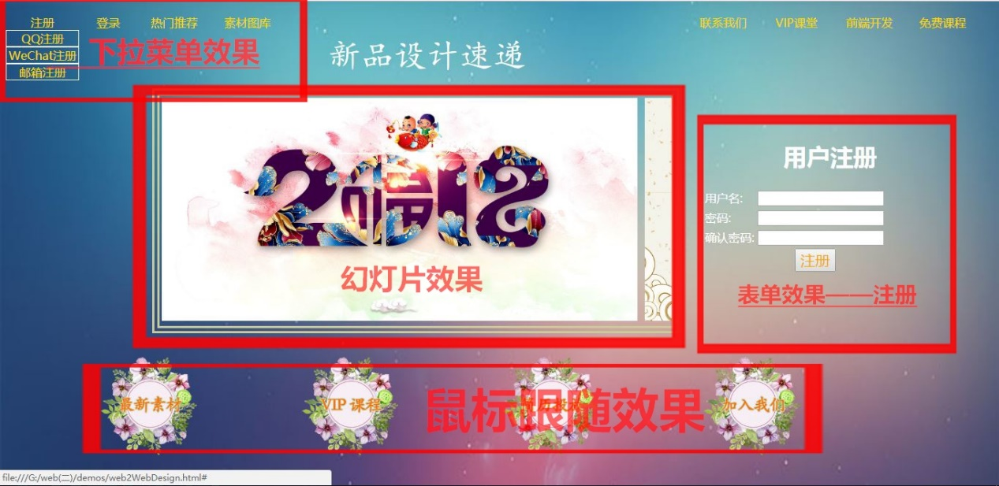 注册 登录 热门推荐 素材图库 联系我们 VIP课堂 前端开发 免费课程
QQ注册
WeChat注册
邮箱注册
下拉菜单效果
新品设计速递
2018
福
幻灯片效果
用户注册
用户名:
密码:
确认密码:
注册
表单效果——注册
最新素材 VIP 课程 加入我们
鼠标跟随效果
file:///G:/web(二)/demos/web2WebDesign.html#